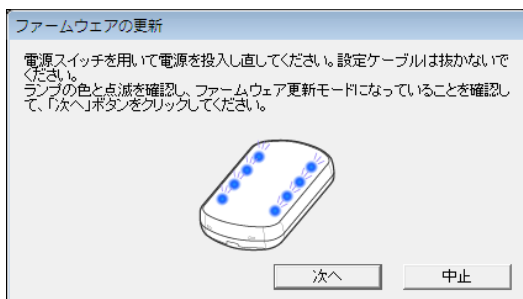 ファームウェアの更新
電源スイッチを用いて電源を投入し直してください。設定ケーブルは抜かないで
ください。
ランプの色と点滅を確認し、ファームウェア更新モードになっていることを確認し
て、「次へ」ボタンをクリックしてください。
次へ
中止